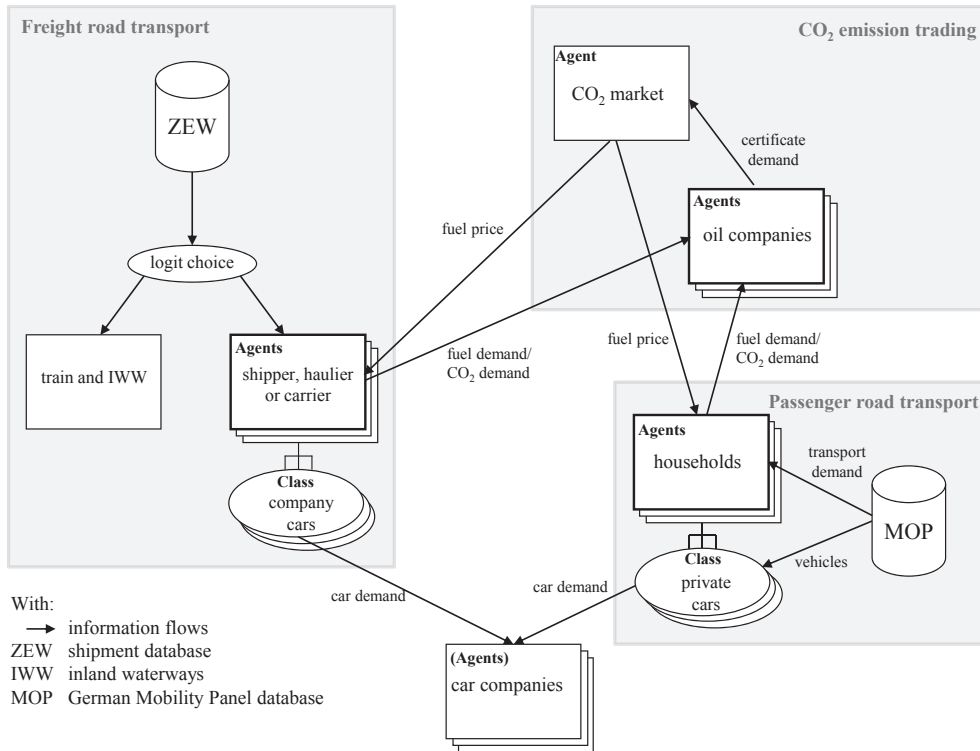 Freight road transport
ZEW
logit choice
train and IWW
Agents
shipper, haulier
or carrier
Class
company
cars
CO₂ emission trading
Agent
CO₂ market
certificate
demand
Agents
oil companies
fuel price
fuel demand/
CO₂ demand
fuel price
fuel demand/
CO₂ demand
Passenger road transport
Agents
households
transport
demand
MOP
vehicles
Class
private
cars
car demand
car demand
(Agents)
car companies
With:
information flows
ZEW shipment database
IWW inland waterways
MOP German Mobility Panel database